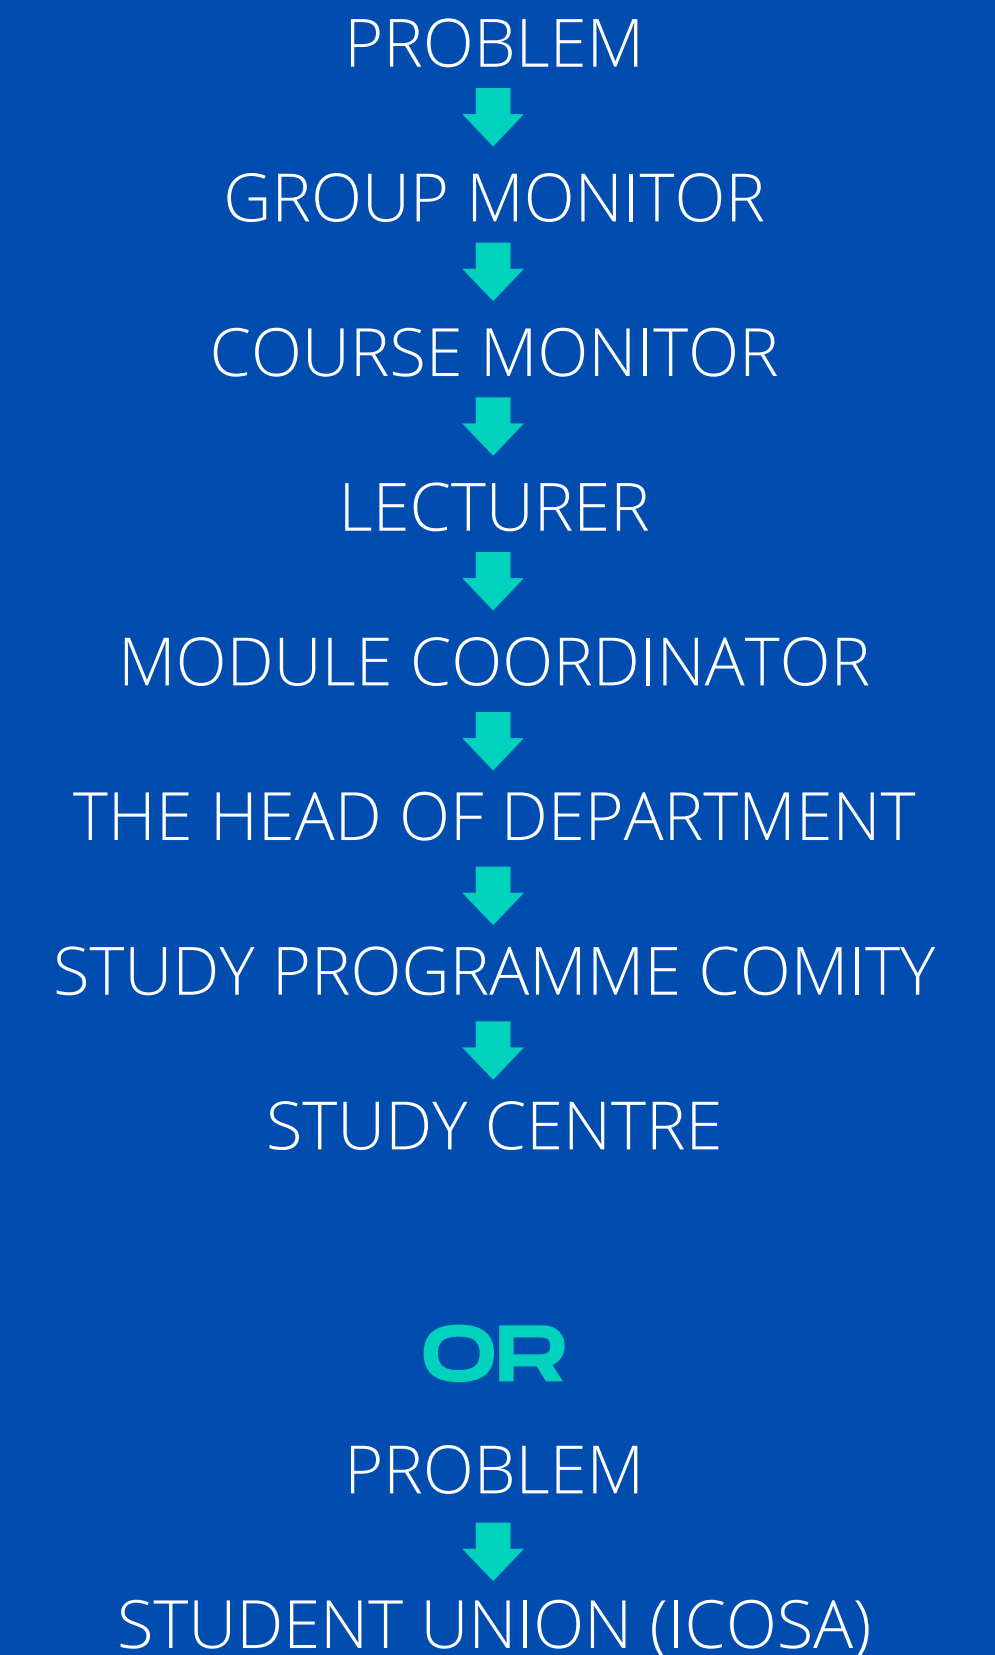 PROBLEM
GROUP MONITOR
COURSE MONITOR
LECTURER
MODULE COORDINATOR
THE HEAD OF DEPARTMENT
STUDY PROGRAMME COMITY
STUDY CENTRE
OR
PROBLEM
STUDENT UNION (ICOSA)